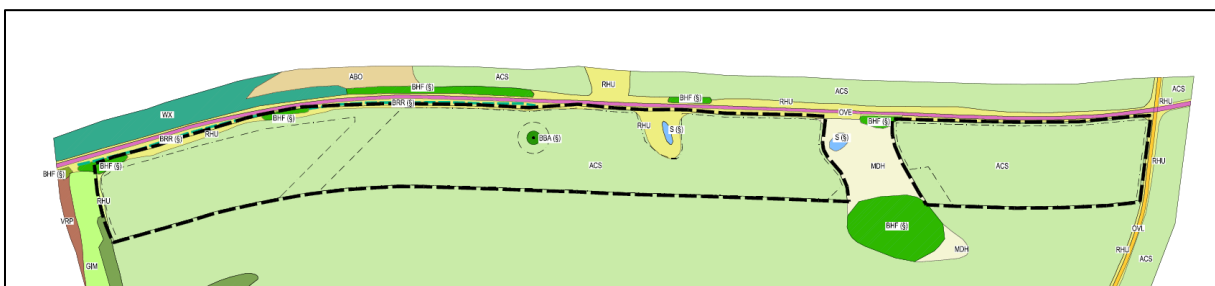 ABO
BHF (§)
ACS
RHU
ACS
ACS
WX
BRR (§)
BHF (§)
RHU
RHU
BRR (§)
RHU
BHF (§)
OVE
BHF (§)
RHU
S (§)
BBA (§)
S (§)
BHF (§)
BHF (§)
ACS
MDH
ACS
RHU
RHU
VRP
BHF (§)
OVL
GIM
MDH
RHU
ACS